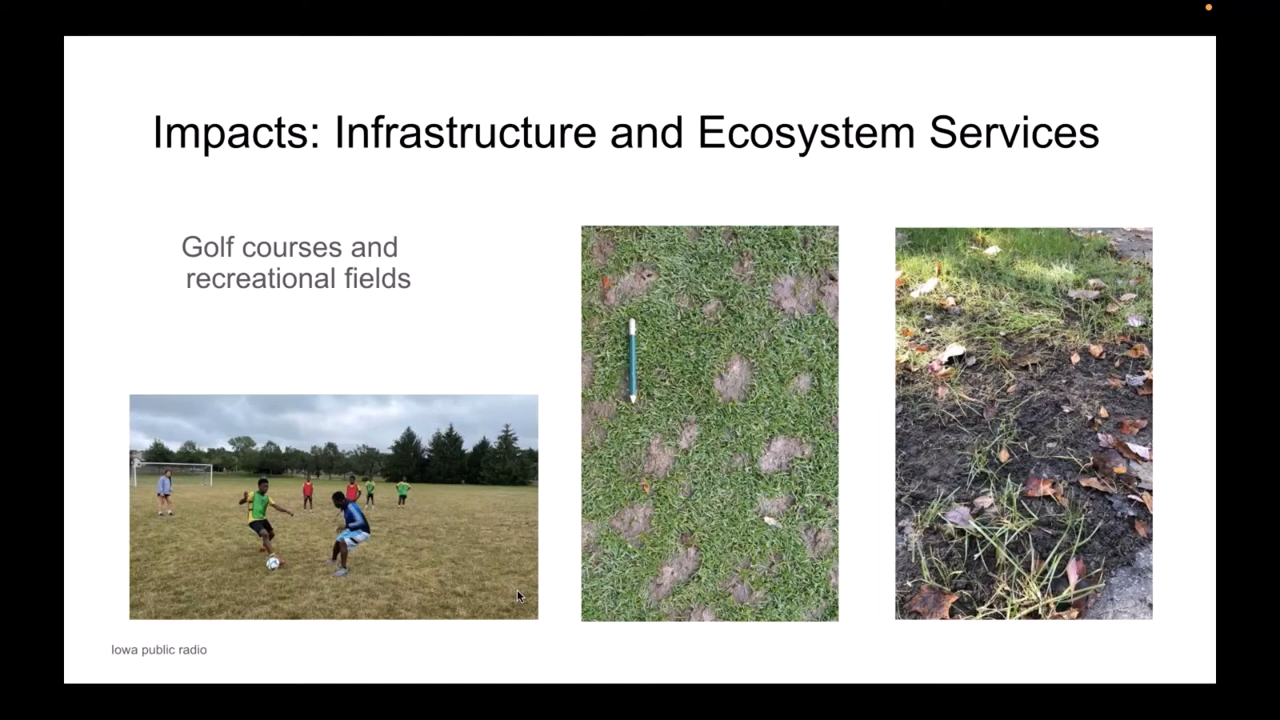 Impacts: Infrastructure and Ecosystem Services
Golf courses and
recreational fields
Iowa public radio